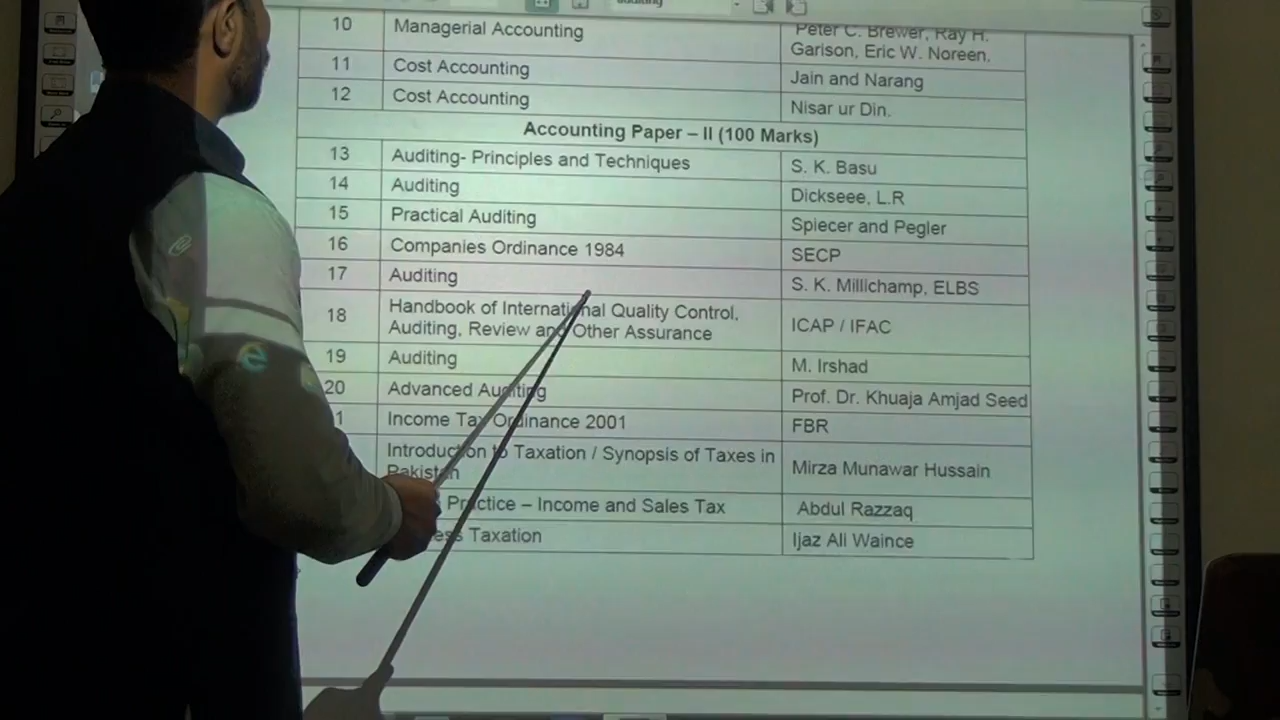 10 Managerial Accounting Peter C. Brewer, Ray H.
Garison, Eric W. Noreen.
11 Cost Accounting Jain and Narang
12 Cost Accounting Nisar ur Din.
Accounting Paper – II (100 Marks)
13 Auditing- Principles and Techniques S. K. Basu
14 Auditing Dickseee, L.R
15 Practical Auditing Spiecer and Pegler
16 Companies Ordinance 1984 SECP
17 Auditing S. K. Millichamp, ELBS
18 Handbook of International Quality Control,
Auditing, Review and Other Assurance ICAP / IFAC
19 Auditing M. Irshad
20 Advanced Auditing Prof. Dr. Khuaja Amjad Seed
1 Income Tax Ordinance 2001 FBR
Introduction to Taxation / Synopsis of Taxes in
Pakistan Mirza Munawar Hussain
Practice – Income and Sales Tax Abdul Razzaq
ess Taxation Ijaz Ali Waince